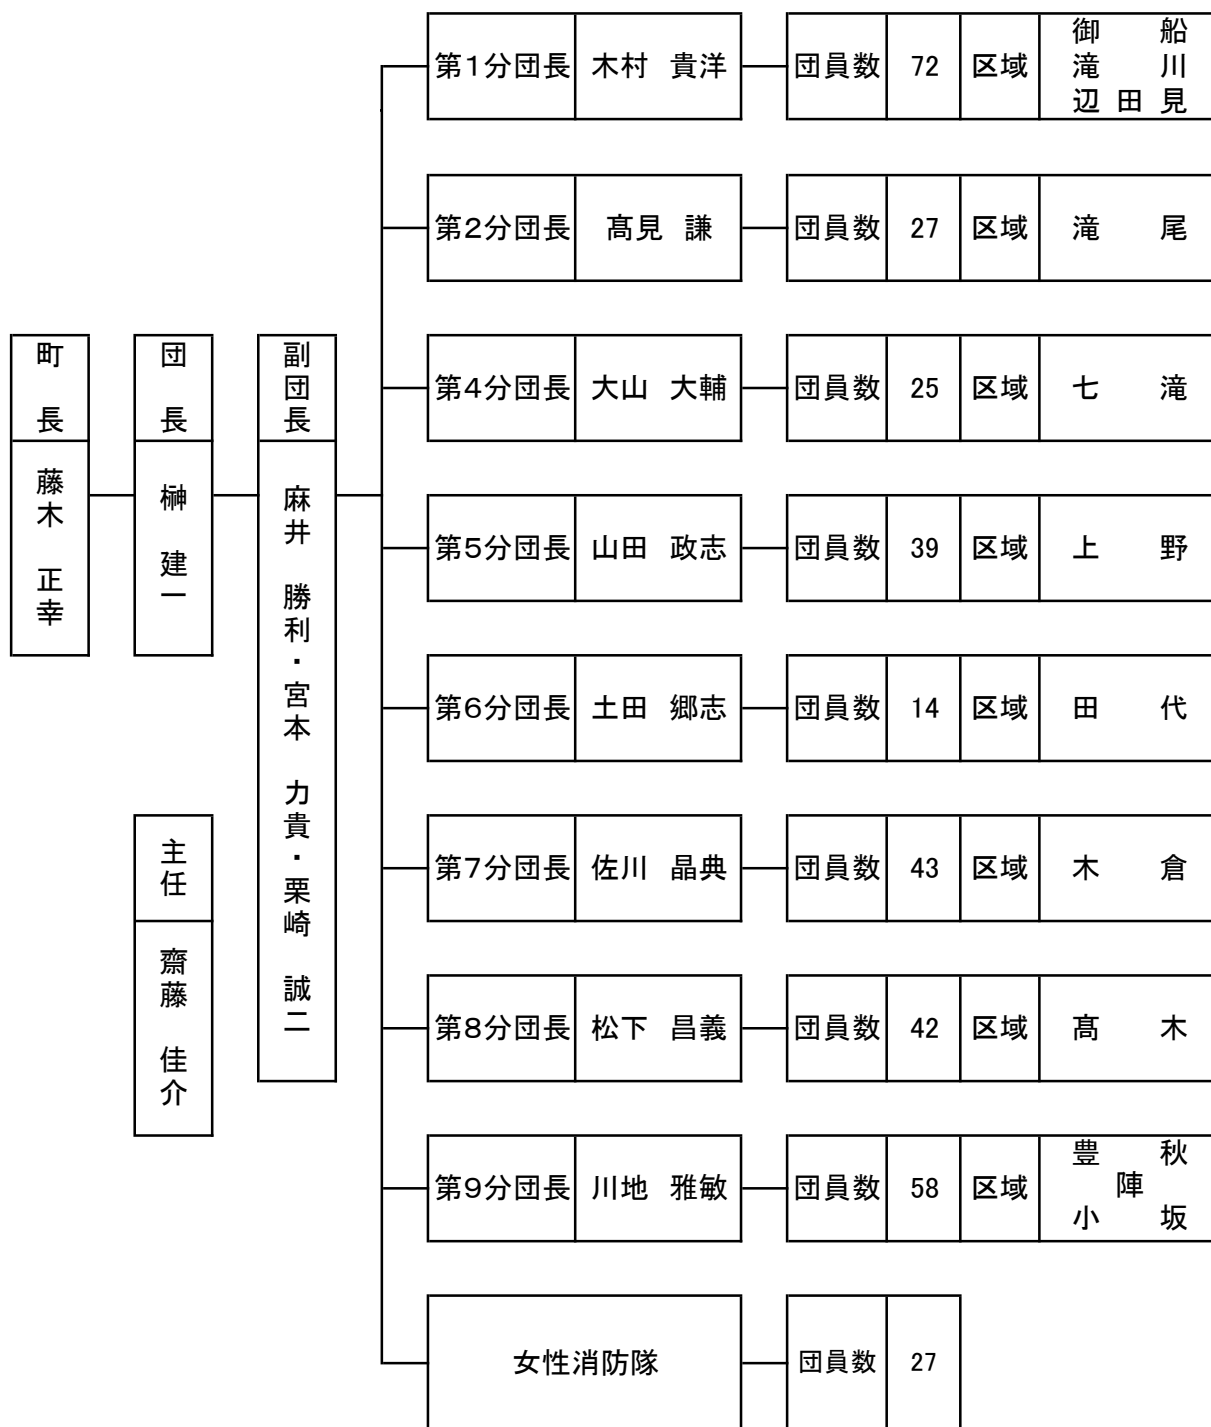 町長
藤木 正幸
団長
榊 建一
副団長
麻井 勝利・宮本 力貴・栗崎 誠二
主任
齋藤 佳介
第1分団長 木村 貴洋 団員数 72 区域 御船
滝川
辺田見
第2分団長 髙見 謙 団員数 27 区域 滝尾
第4分団長 大山 大輔 団員数 25 区域 七滝
第5分団長 山田 政志 団員数 39 区域 上野
第6分団長 土田 郷志 団員数 14 区域 田代
第7分団長 佐川 晶典 団員数 43 区域 木倉
第8分団長 松下 昌義 団員数 42 区域 髙木
第9分団長 川地 雅敏 団員数 58 区域 豊秋
陣
小坂
女性消防隊 団員数 27